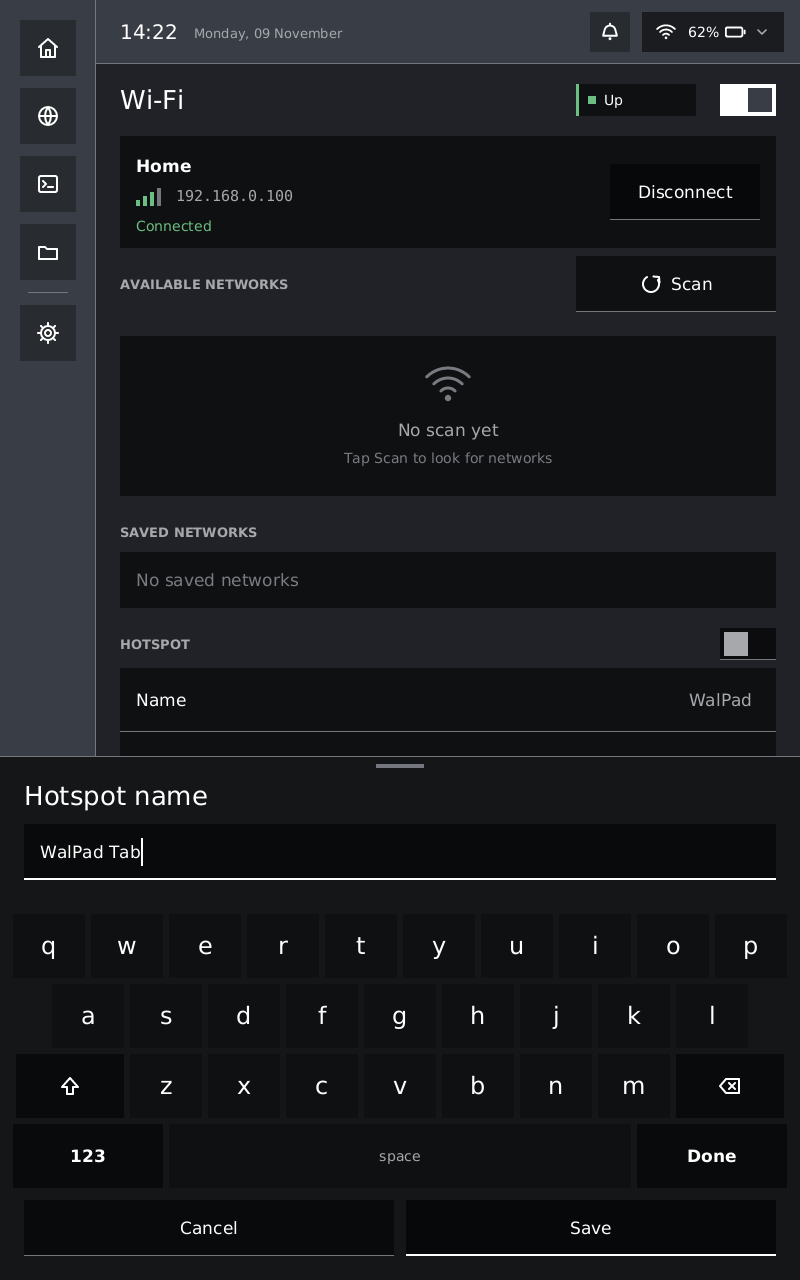 14:22 Monday, 09 November 62%
Wi-Fi Up
Home
192.168.0.100
Connected
Disconnect
AVAILABLE NETWORKS Scan
No scan yet
Tap Scan to look for networks
SAVED NETWORKS
No saved networks
HOTSPOT
Name WalPad
Hotspot name
WalPad Tab
q w e r t y u i o p
a s d f g h j k l
z x c v b n m
123 space Done
Cancel Save